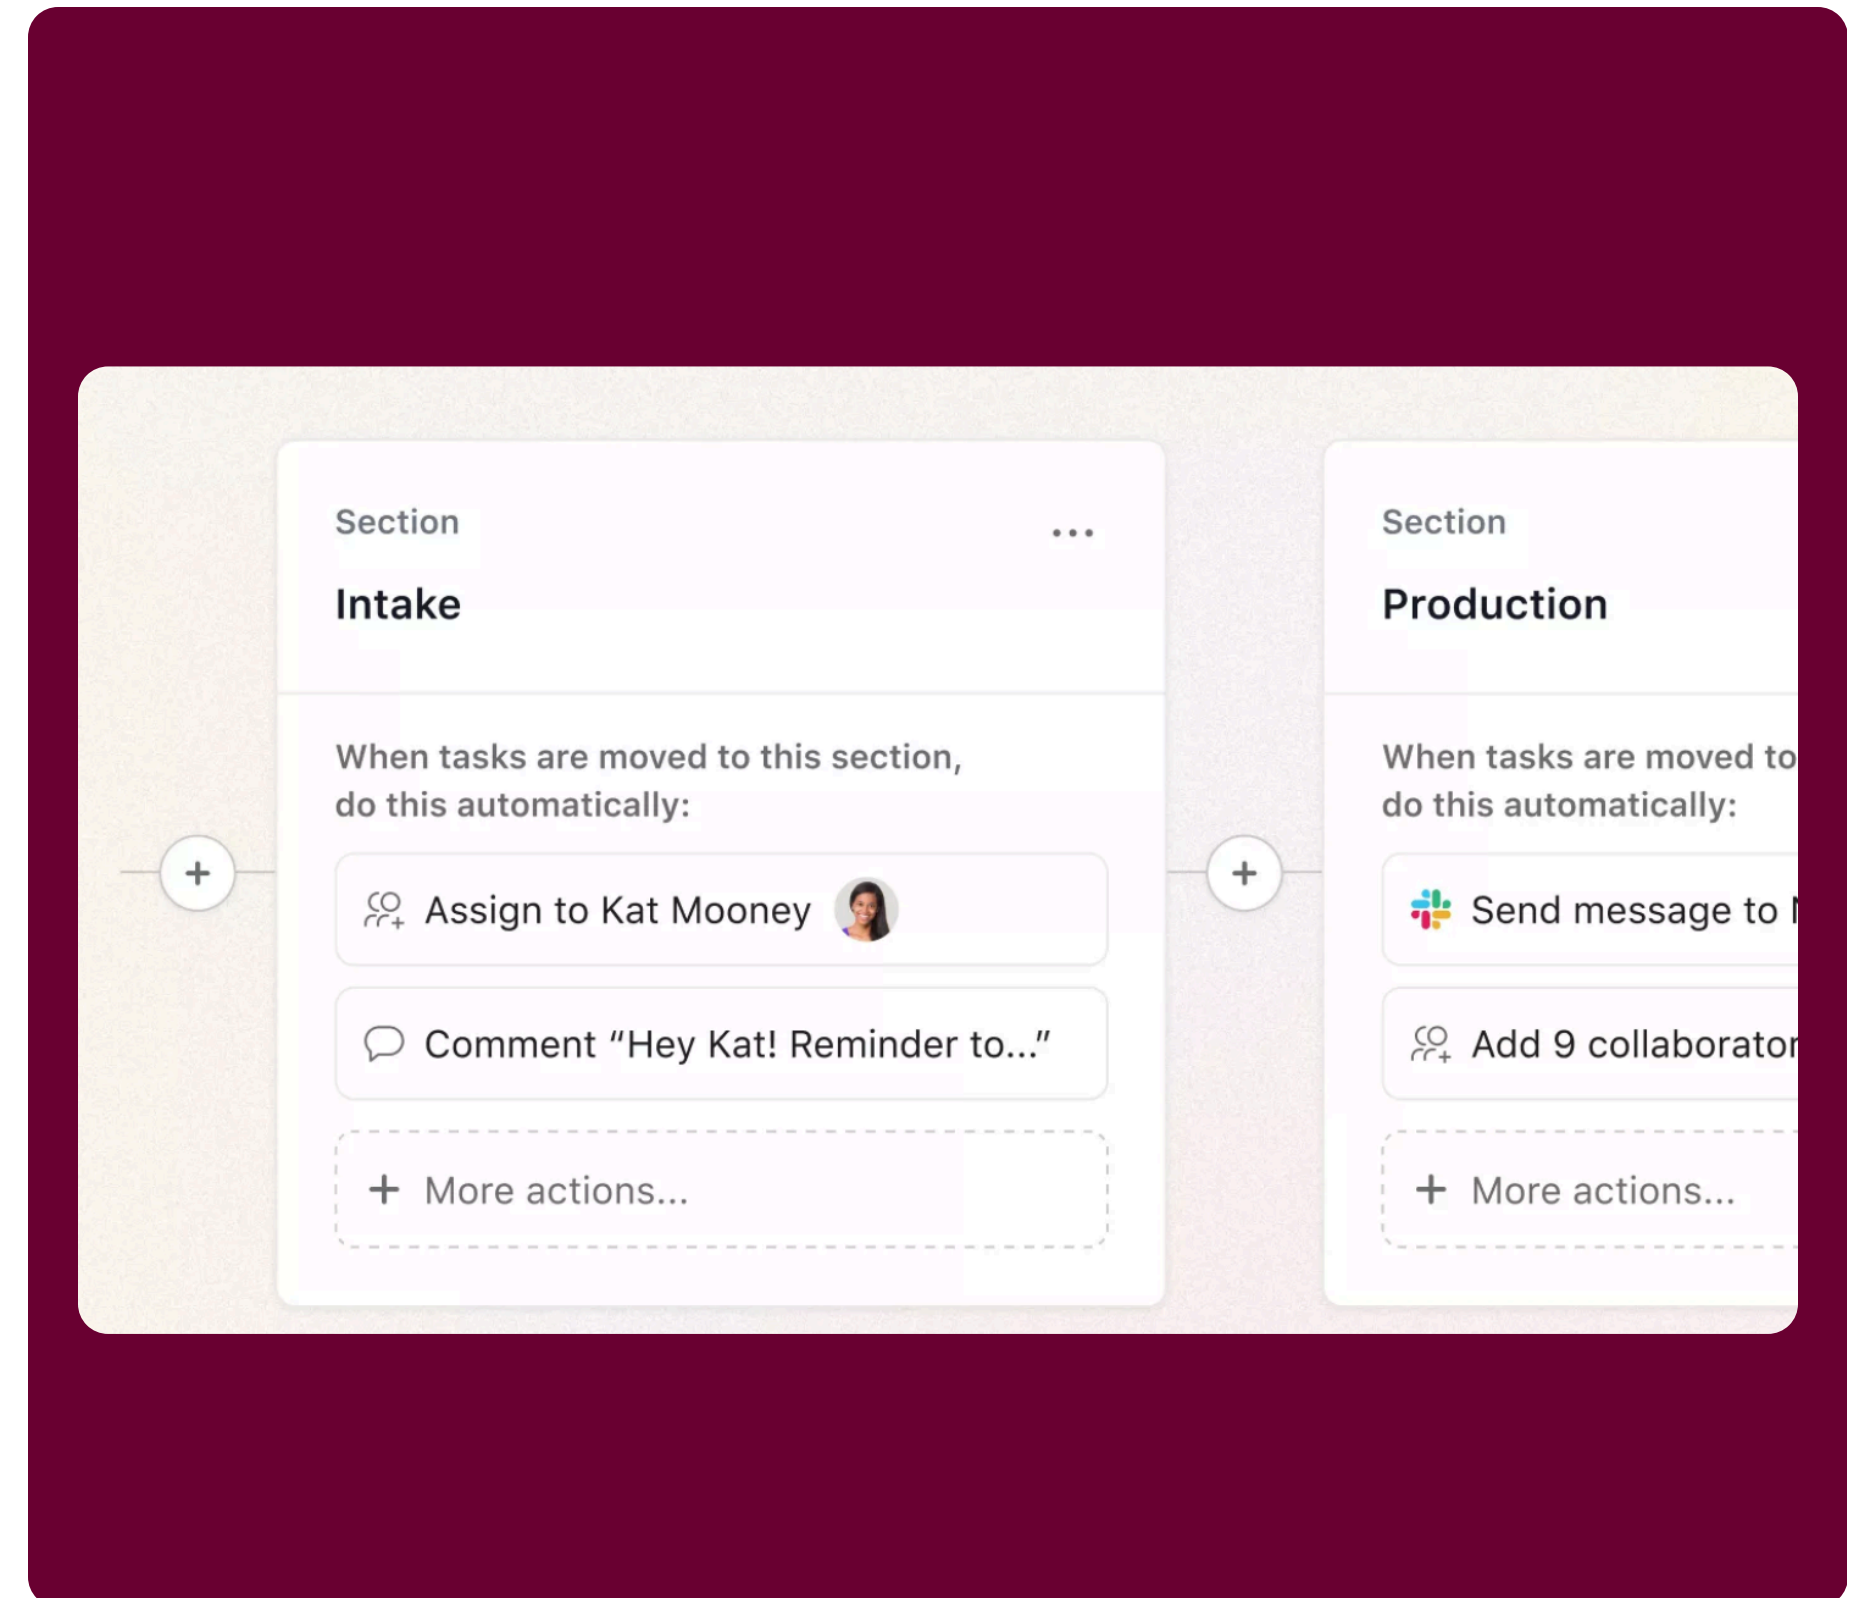 Section
Intake
When tasks are moved to this section,
do this automatically:
Assign to Kat Mooney
Comment “Hey Kat! Reminder to...”
More actions...
Section
Production
When tasks are moved to
do this automatically:
Send message to
Add 9 collaborator
More actions...